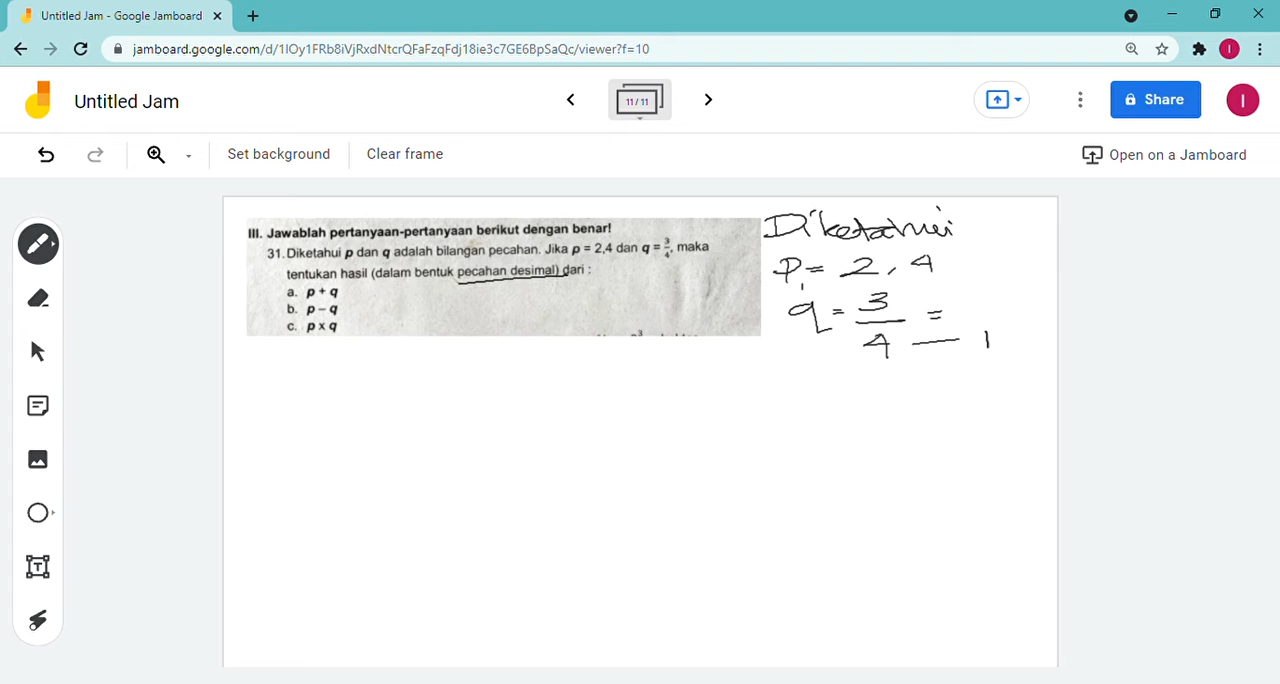 Untitled Jam - Google Jamboard
jamboard.google.com/d/1IOy1FRb8iVjRxdNtcrQFaFzqFdj18ie3c7GE6BpSaQc/viewer?f=10
I
Untitled Jam
11 / 11
Share
I
Set background
Clear frame
Open on a Jamboard
III. Jawablah pertanyaan-pertanyaan berikut dengan benar!
31. Diketahui p dan q adalah bilangan pecahan. Jika p = 2,4 dan q = 3/4, maka
tentukan hasil (dalam bentuk pecahan desimal) dari :
a. p + q
b. p – q
c. p x q
Diketahui
p = 2,4
q = 3/4 = — 1